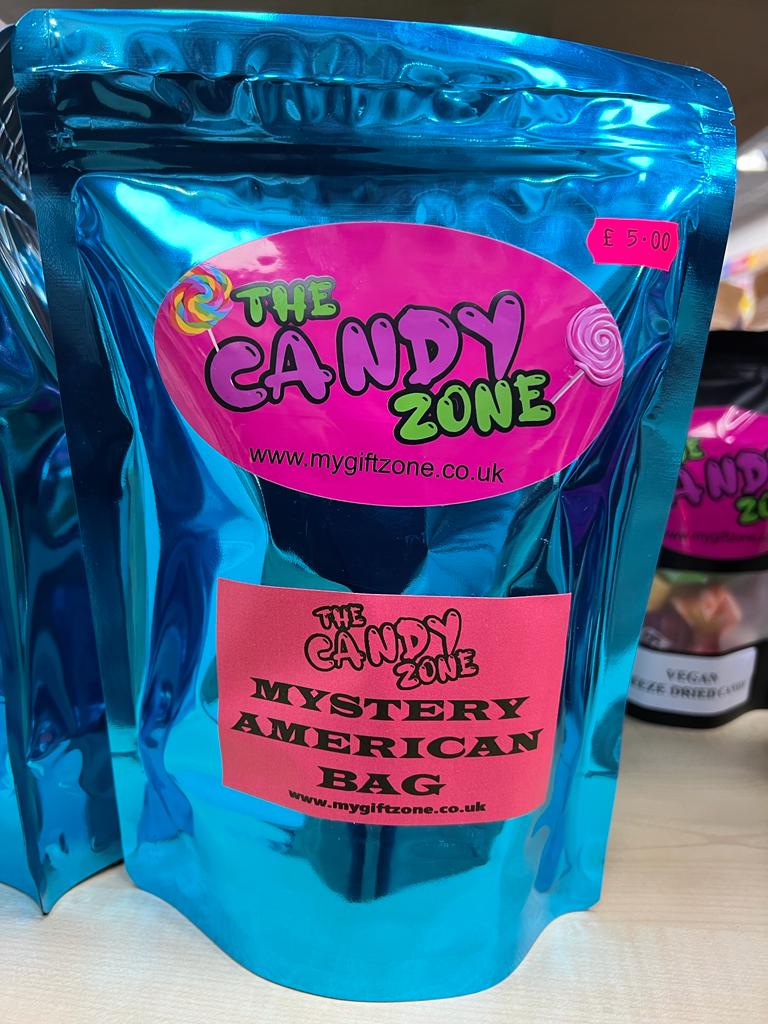 £ 5.00
THE
CANDY
ZONE
www.mygiftzone.co.uk
THE
CANDY
ZONE
MYSTERY
AMERICAN
BAG
www.mygiftzone.co.uk
VEGAN